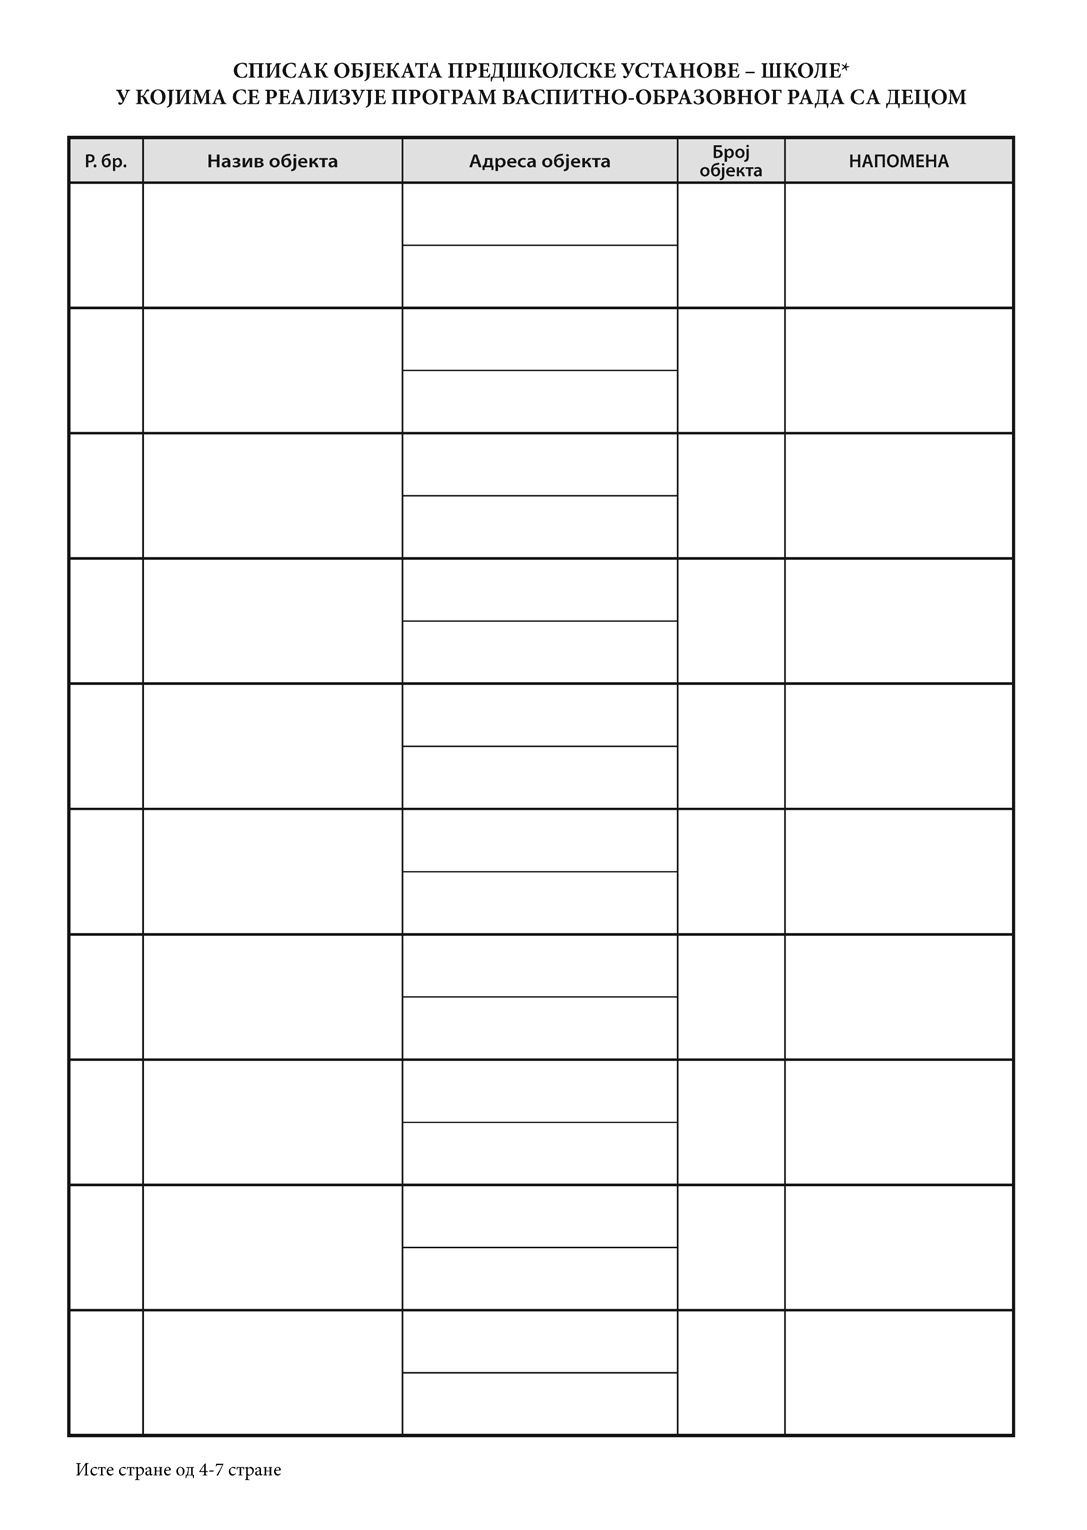 СПИСАК ОБЈЕКАТА ПРЕДШКОЛСКЕ УСТАНОВЕ – ШКОЛЕ*
У КОЈИМА СЕ РЕАЛИЗУЈЕ ПРОГРАМ ВАСПИТНО-ОБРАЗОВНОГ РАДА СА ДЕЦОМ
Р. бр. Назив објекта Адреса објекта Број објекта НАПОМЕНА
Исте стране од 4-7 стране